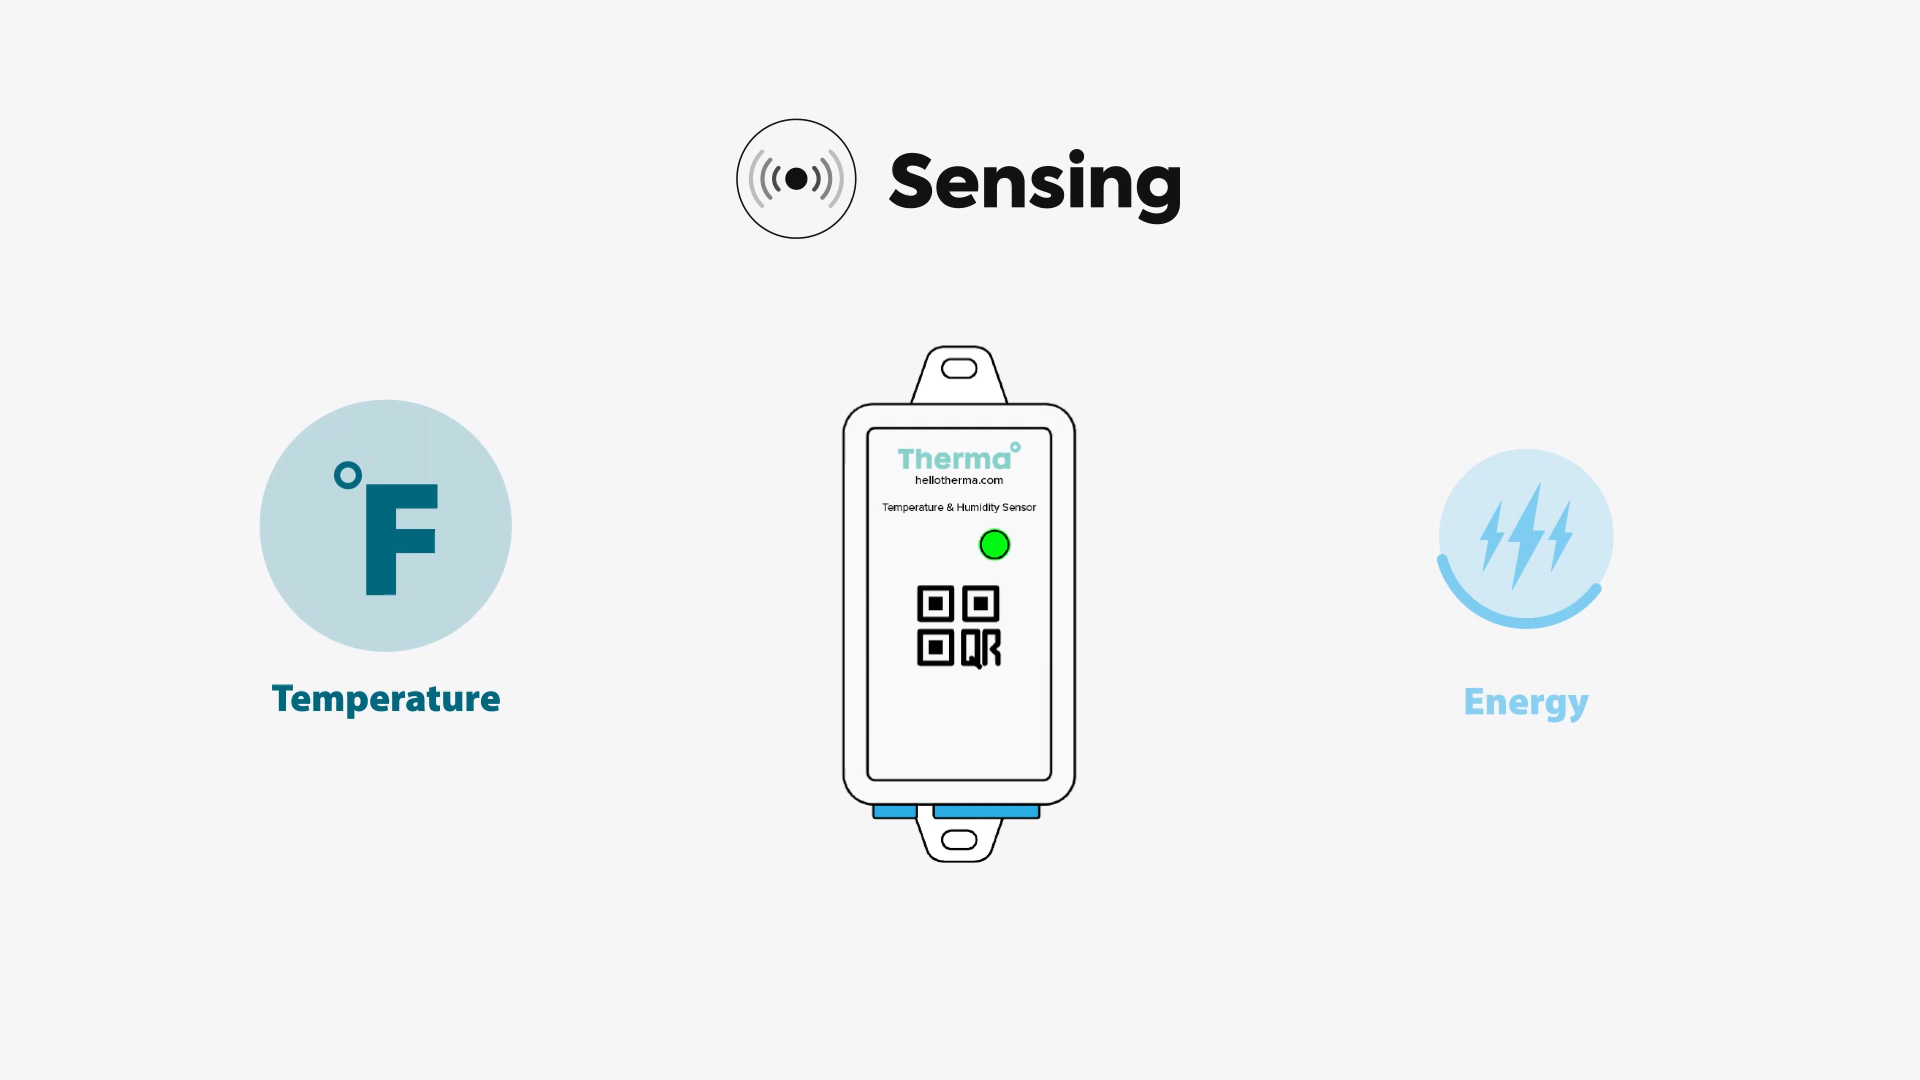 Sensing
°F
Temperature
Therma°
hellotherma.com
Temperature & Humidity Sensor
QR
Energy